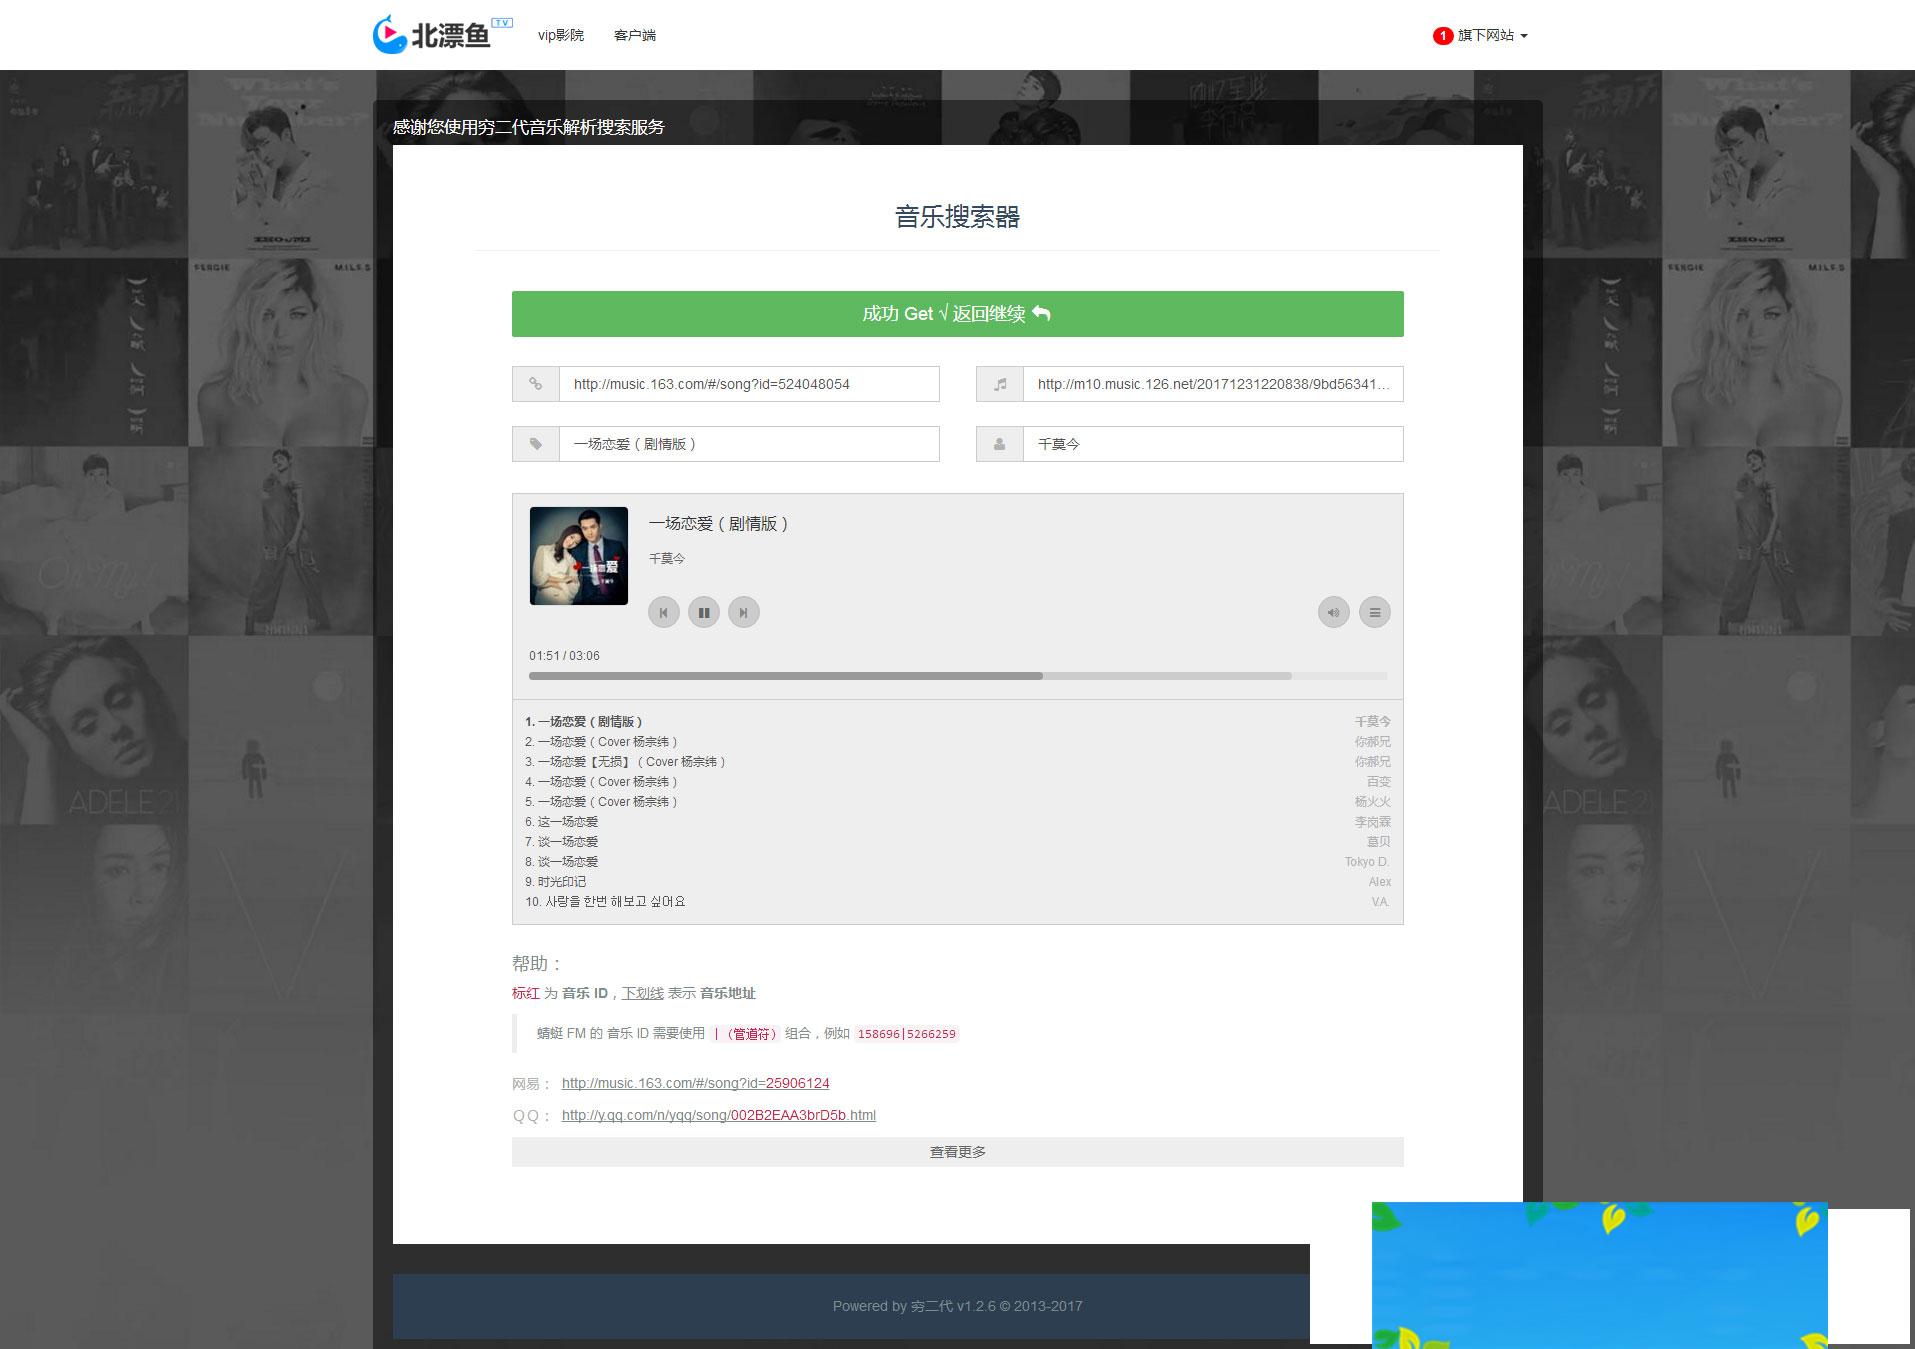 北漂鱼 TV
vip影院
客户端
1 旗下网站
感谢您使用穷二代音乐解析搜索服务
音乐搜索器
成功 Get √ 返回继续
http://music.163.com/#/song?id=524048054
http://m10.music.126.net/20171231220838/9bd56341…
一场恋爱（剧情版）
千莫今
一场恋爱（剧情版）
千莫今
01:51 / 03:06
1. 一场恋爱（剧情版） 千莫今
2. 一场恋爱（Cover 杨宗纬） 你郝兄
3. 一场恋爱【无损】（Cover 杨宗纬） 你郝兄
4. 一场恋爱（Cover 杨宗纬） 百变
5. 一场恋爱（Cover 杨宗纬） 杨火火
6. 这一场恋爱 李岗霖
7. 谈一场恋爱 墓贝
8. 谈一场恋爱 Tokyo D.
9. 时光印记 Alex
10. 사랑을 한번 해보고 싶어요 V.A.
帮助：
标红 为 音乐 ID，下划线 表示 音乐地址
蜻蜓 FM 的 音乐 ID 需要使用 |（管道符） 组合，例如 158696|5266259
网易： http://music.163.com/#/song?id=25906124
QQ： http://y.qq.com/n/yqq/song/002B2EAA3brD5b.html
查看更多
Powered by 穷二代 v1.2.6 © 2013-2017
What's Your Number?
ZHOUMI
FERGIE
M.I.L.F.$
Oh My!
ADELE 21